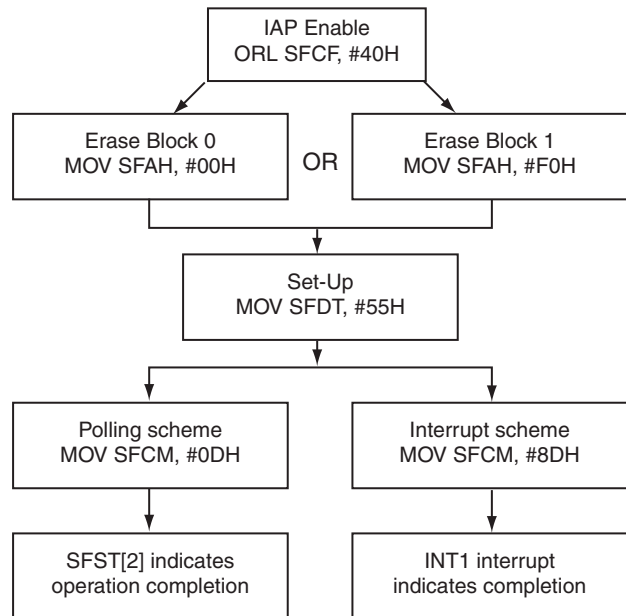 IAP Enable
ORL SFCF, #40H
Erase Block 0
MOV SFAH, #00H
OR
Erase Block 1
MOV SFAH, #F0H
Set-Up
MOV SFDT, #55H
Polling scheme
MOV SFCM, #0DH
Interrupt scheme
MOV SFCM, #8DH
SFST[2] indicates
operation completion
INT1 interrupt
indicates completion